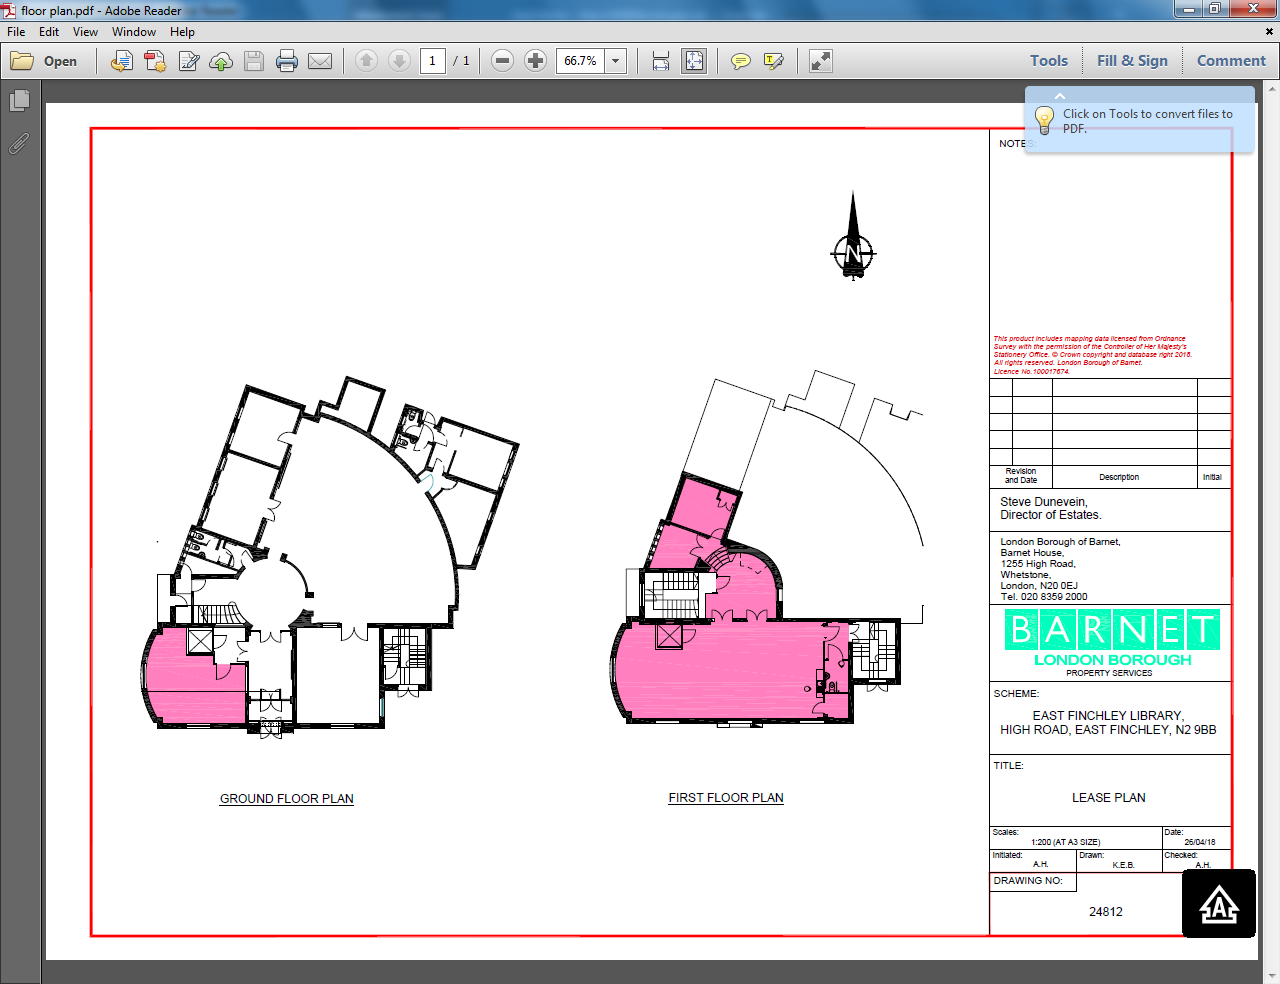 floor plan.pdf - Adobe Reader
File Edit View Window Help
Open
1 / 1
66.7%
Tools Fill & Sign Comment
Click on Tools to convert files to
PDF.
NOTES:
N
This product includes mapping data licensed from Ordnance
Survey with the permission of the Controller of Her Majesty's
Stationery Office. © Crown copyright and database right 2016.
All rights reserved. London Borough of Barnet.
Licence No.100017674.
Revision
and Date
Description
Initial
Steve Dunevein,
Director of Estates.
London Borough of Barnet,
Barnet House,
1255 High Road,
Whetstone,
London, N20 0EJ
Tel. 020 8359 2000
BARNET
LONDON BOROUGH
PROPERTY SERVICES
SCHEME:
EAST FINCHLEY LIBRARY,
HIGH ROAD, EAST FINCHLEY, N2 9BB
TITLE:
LEASE PLAN
GROUND FLOOR PLAN
FIRST FLOOR PLAN
Scales:
1:200 (AT A3 SIZE)
Date:
26/04/18
Initiated:
A.H.
Drawn:
K.E.B.
Checked:
A.H.
DRAWING NO:
24812
A